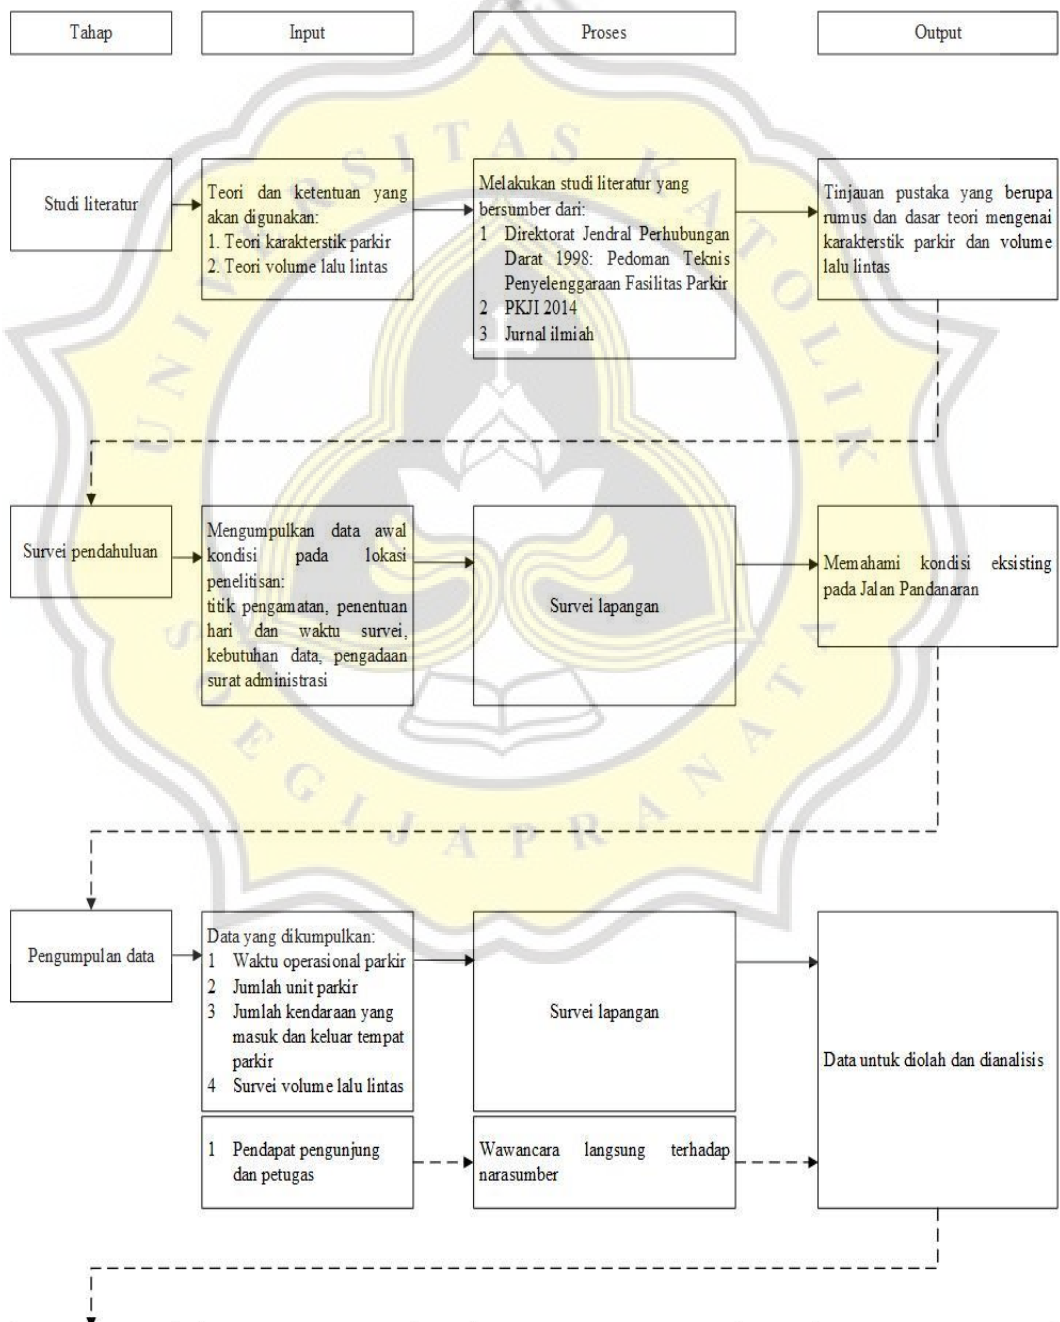 Tahap
Input
Proses
Output
Studi literatur
Teori dan ketentuan yang
akan digunakan:
1. Teori karakterstik parkir
2. Teori volume lalu lintas
Melakukan studi literatur yang
bersumber dari:
1 Direktorat Jendral Perhubungan
Darat 1998: Pedoman Teknis
Penyelenggaraan Fasilitas Parkir
2 PKJI 2014
3 Jurnal ilmiah
Tinjauan pustaka yang berupa
rumus dan dasar teori mengenai
karakterstik parkir dan volume
lalu lintas
Survei pendahuluan
Mengumpulkan data awal
kondisi pada lokasi
penelitisan:
titik pengamatan, penentuan
hari dan waktu survei,
kebutuhan data, pengadaan
surat administrasi
Survei lapangan
Memahami kondisi eksisting
pada Jalan Pandanaran
Pengumpulan data
Data yang dikumpulkan:
1 Waktu operasional parkir
2 Jumlah unit parkir
3 Jumlah kendaraan yang
masuk dan keluar tempat
parkir
4 Survei volume lalu lintas
Survei lapangan
Data untuk diolah dan dianalisis
1 Pendapat pengunjung
dan petugas
Wawancara langsung terhadap
narasumber
UNIVERSITAS KATOLIK
SOEGIJAPRANATA